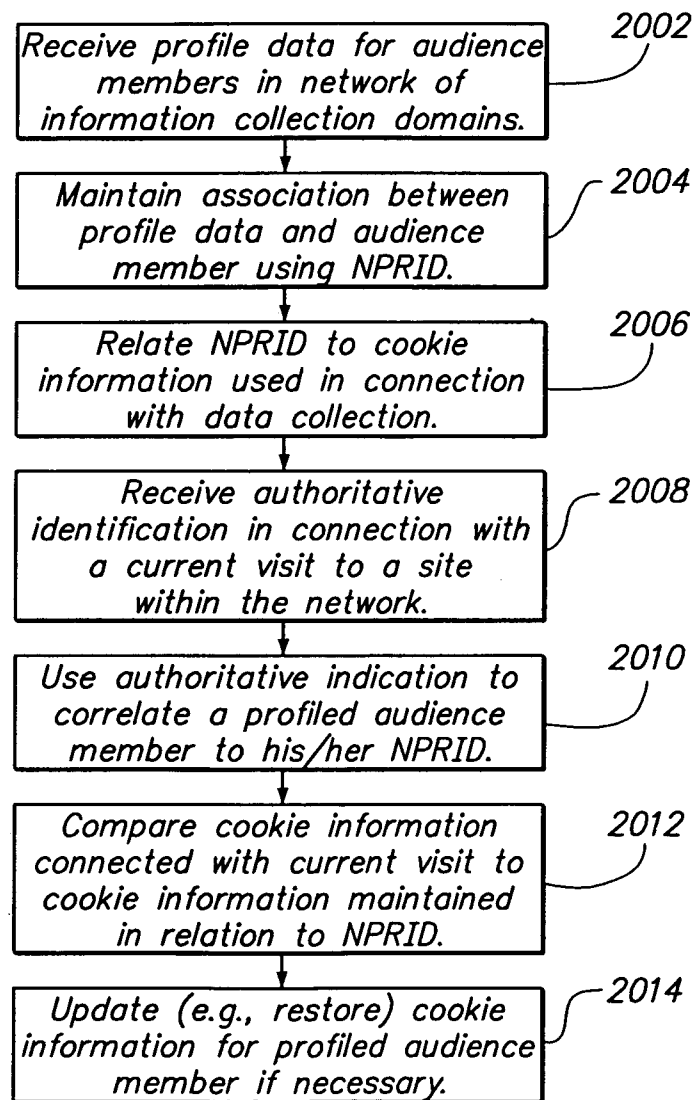 2002
Receive profile data for audience
members in network of
information collection domains.
2004
Maintain association between
profile data and audience
member using NPRID.
2006
Relate NPRID to cookie
information used in connection
with data collection.
2008
Receive authoritative
identification in connection with
a current visit to a site
within the network.
2010
Use authoritative indication to
correlate a profiled audience
member to his/her NPRID.
2012
Compare cookie information
connected with current visit to
cookie information maintained
in relation to NPRID.
2014
Update (e.g., restore) cookie
information for profiled audience
member if necessary.